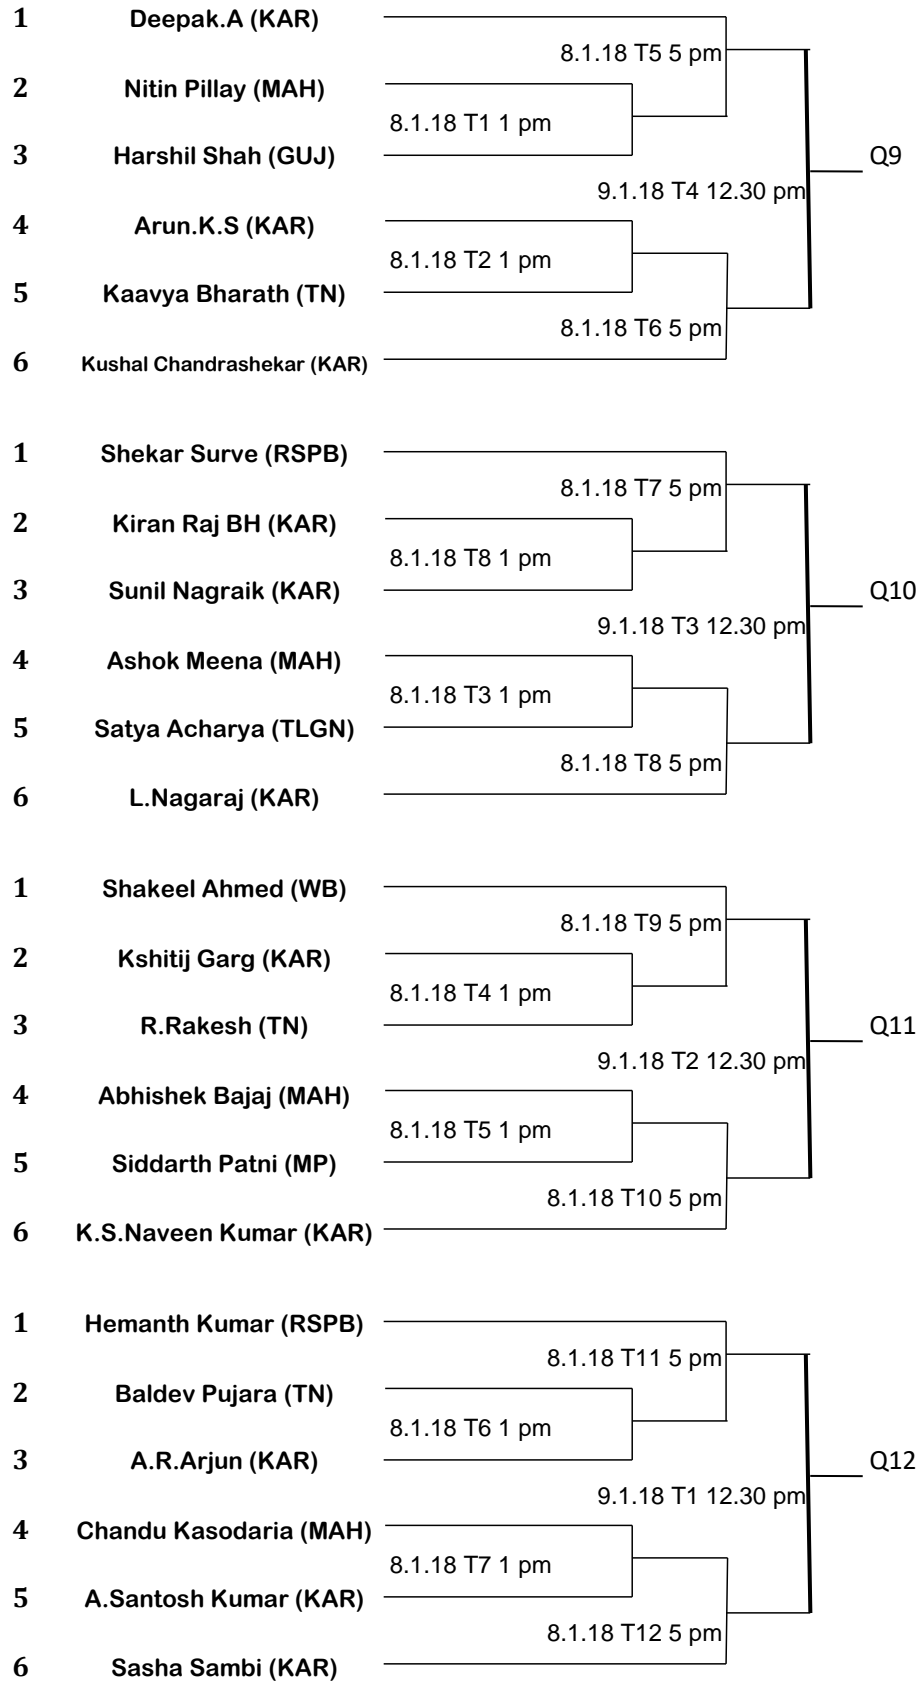 1 Deepak.A (KAR)
8.1.18 T5 5 pm
2 Nitin Pillay (MAH)
8.1.18 T1 1 pm
3 Harshil Shah (GUJ)
Q9
9.1.18 T4 12.30 pm
4 Arun.K.S (KAR)
8.1.18 T2 1 pm
5 Kaavya Bharath (TN)
8.1.18 T6 5 pm
6 Kushal Chandrashekar (KAR)
1 Shekar Surve (RSPB)
8.1.18 T7 5 pm
2 Kiran Raj BH (KAR)
8.1.18 T8 1 pm
3 Sunil Nagraik (KAR)
Q10
9.1.18 T3 12.30 pm
4 Ashok Meena (MAH)
8.1.18 T3 1 pm
5 Satya Acharya (TLGN)
8.1.18 T8 5 pm
6 L.Nagaraj (KAR)
1 Shakeel Ahmed (WB)
8.1.18 T9 5 pm
2 Kshitij Garg (KAR)
8.1.18 T4 1 pm
3 R.Rakesh (TN)
Q11
9.1.18 T2 12.30 pm
4 Abhishek Bajaj (MAH)
8.1.18 T5 1 pm
5 Siddarth Patni (MP)
8.1.18 T10 5 pm
6 K.S.Naveen Kumar (KAR)
1 Hemanth Kumar (RSPB)
8.1.18 T11 5 pm
2 Baldev Pujara (TN)
8.1.18 T6 1 pm
3 A.R.Arjun (KAR)
Q12
9.1.18 T1 12.30 pm
4 Chandu Kasodaria (MAH)
8.1.18 T7 1 pm
5 A.Santosh Kumar (KAR)
8.1.18 T12 5 pm
6 Sasha Sambi (KAR)